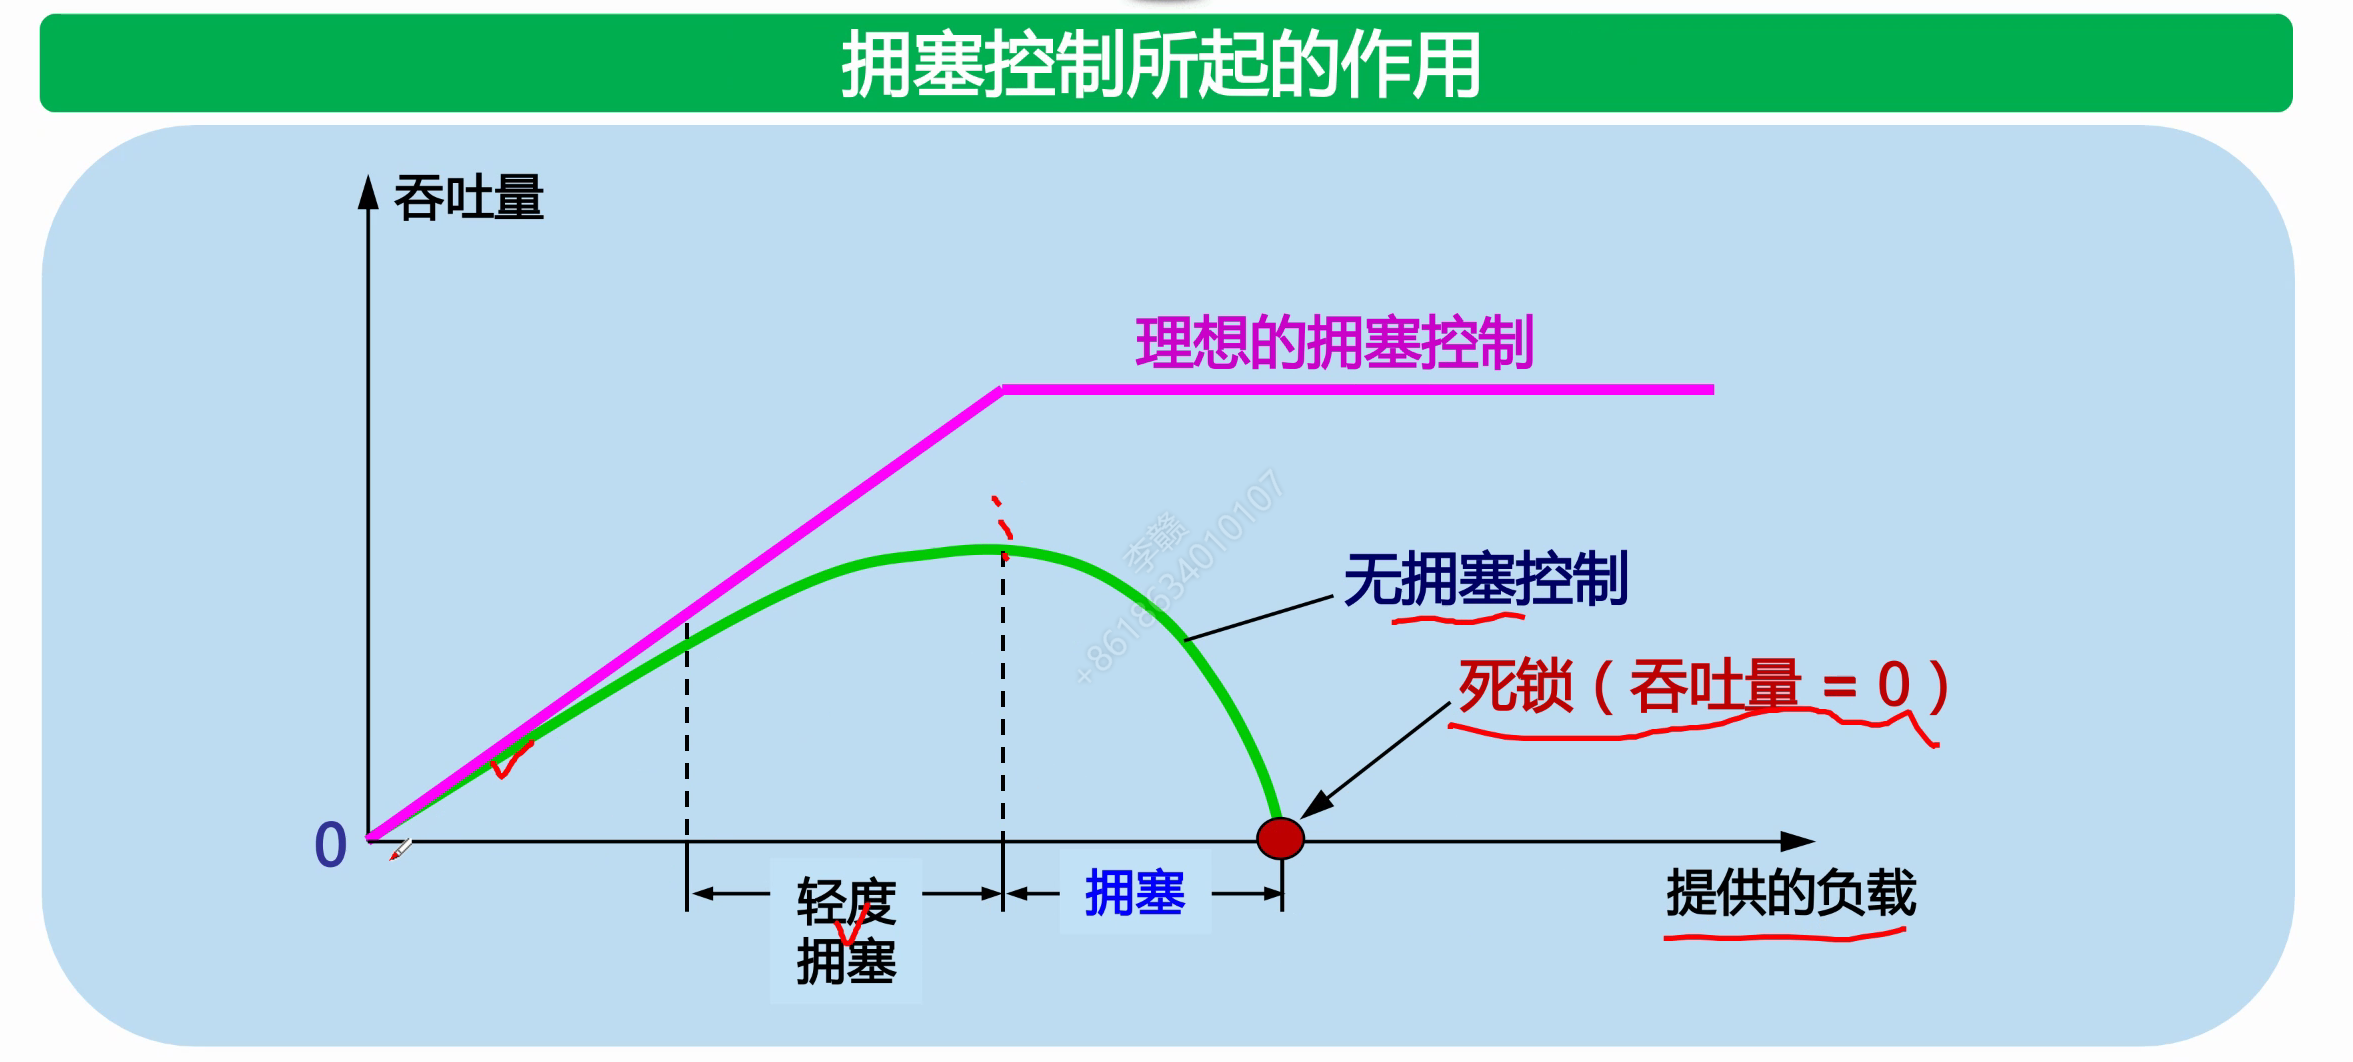 拥塞控制所起的作用
吞吐量
理想的拥塞控制
李赣
+8618634010107
无拥塞控制
死锁（吞吐量 = 0）
0
轻度
拥塞
拥塞
提供的负载